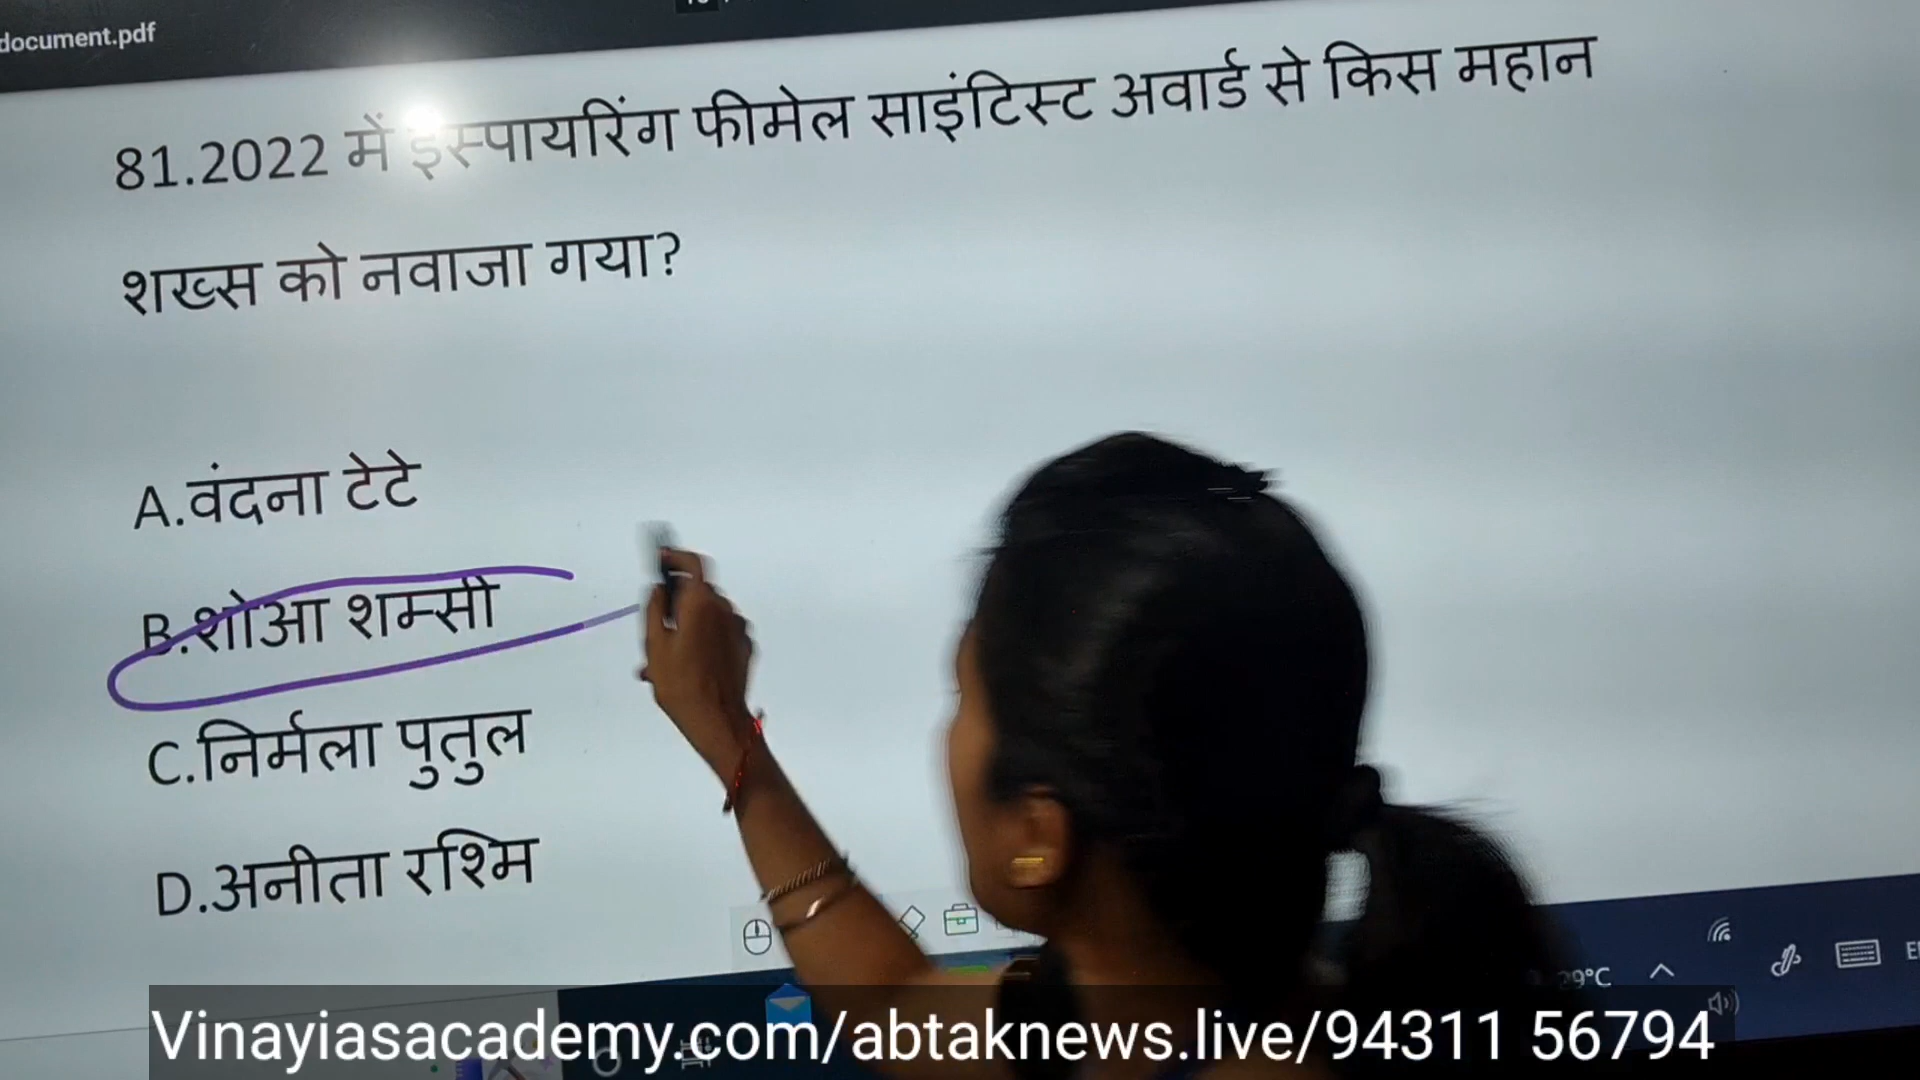 document.pdf
81.2022 में इंस्पायरिंग फीमेल साइंटिस्ट अवार्ड से किस महान
शख्स को नवाजा गया?
A.वंदना टेटे
B.शोआ शम्सी
C.निर्मला पुतुल
D.अनीता रश्मि
Vinayiasacademy.com/abtaknews.live/94311 56794